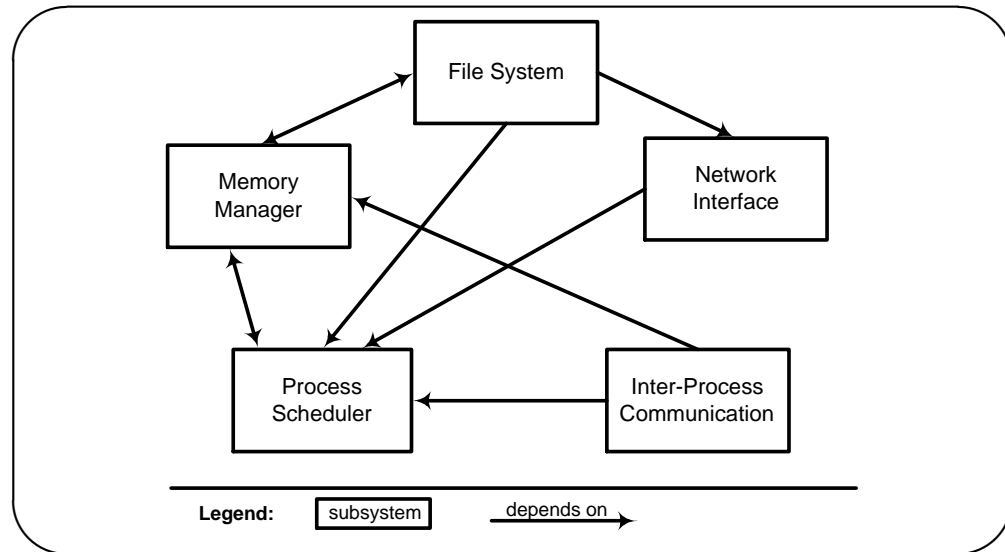 File System
Memory
Manager
Network
Interface
Process
Scheduler
Inter-Process
Communication
Legend:
subsystem
depends on